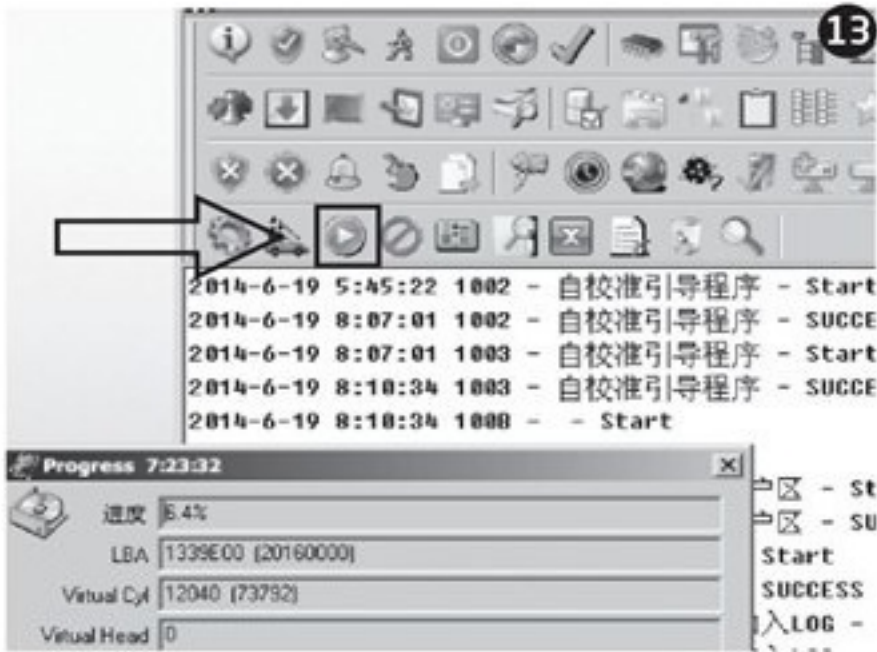 13
2014-6-19 5:45:22 1002 - 自校准引导程序 - Start
2014-6-19 8:07:01 1002 - 自校准引导程序 - SUCCE
2014-6-19 8:07:01 1003 - 自校准引导程序 - Start
2014-6-19 8:10:34 1003 - 自校准引导程序 - SUCCE
2014-6-19 8:10:34 100B - - Start
Progress 7:23:32
进度 6.4%
LBA 1339E00 (20160000)
Virtual Cyl 12040 (73792)
Virtual Head 0
区 - St
区 - SU
Start
SUCCESS
入LOG -